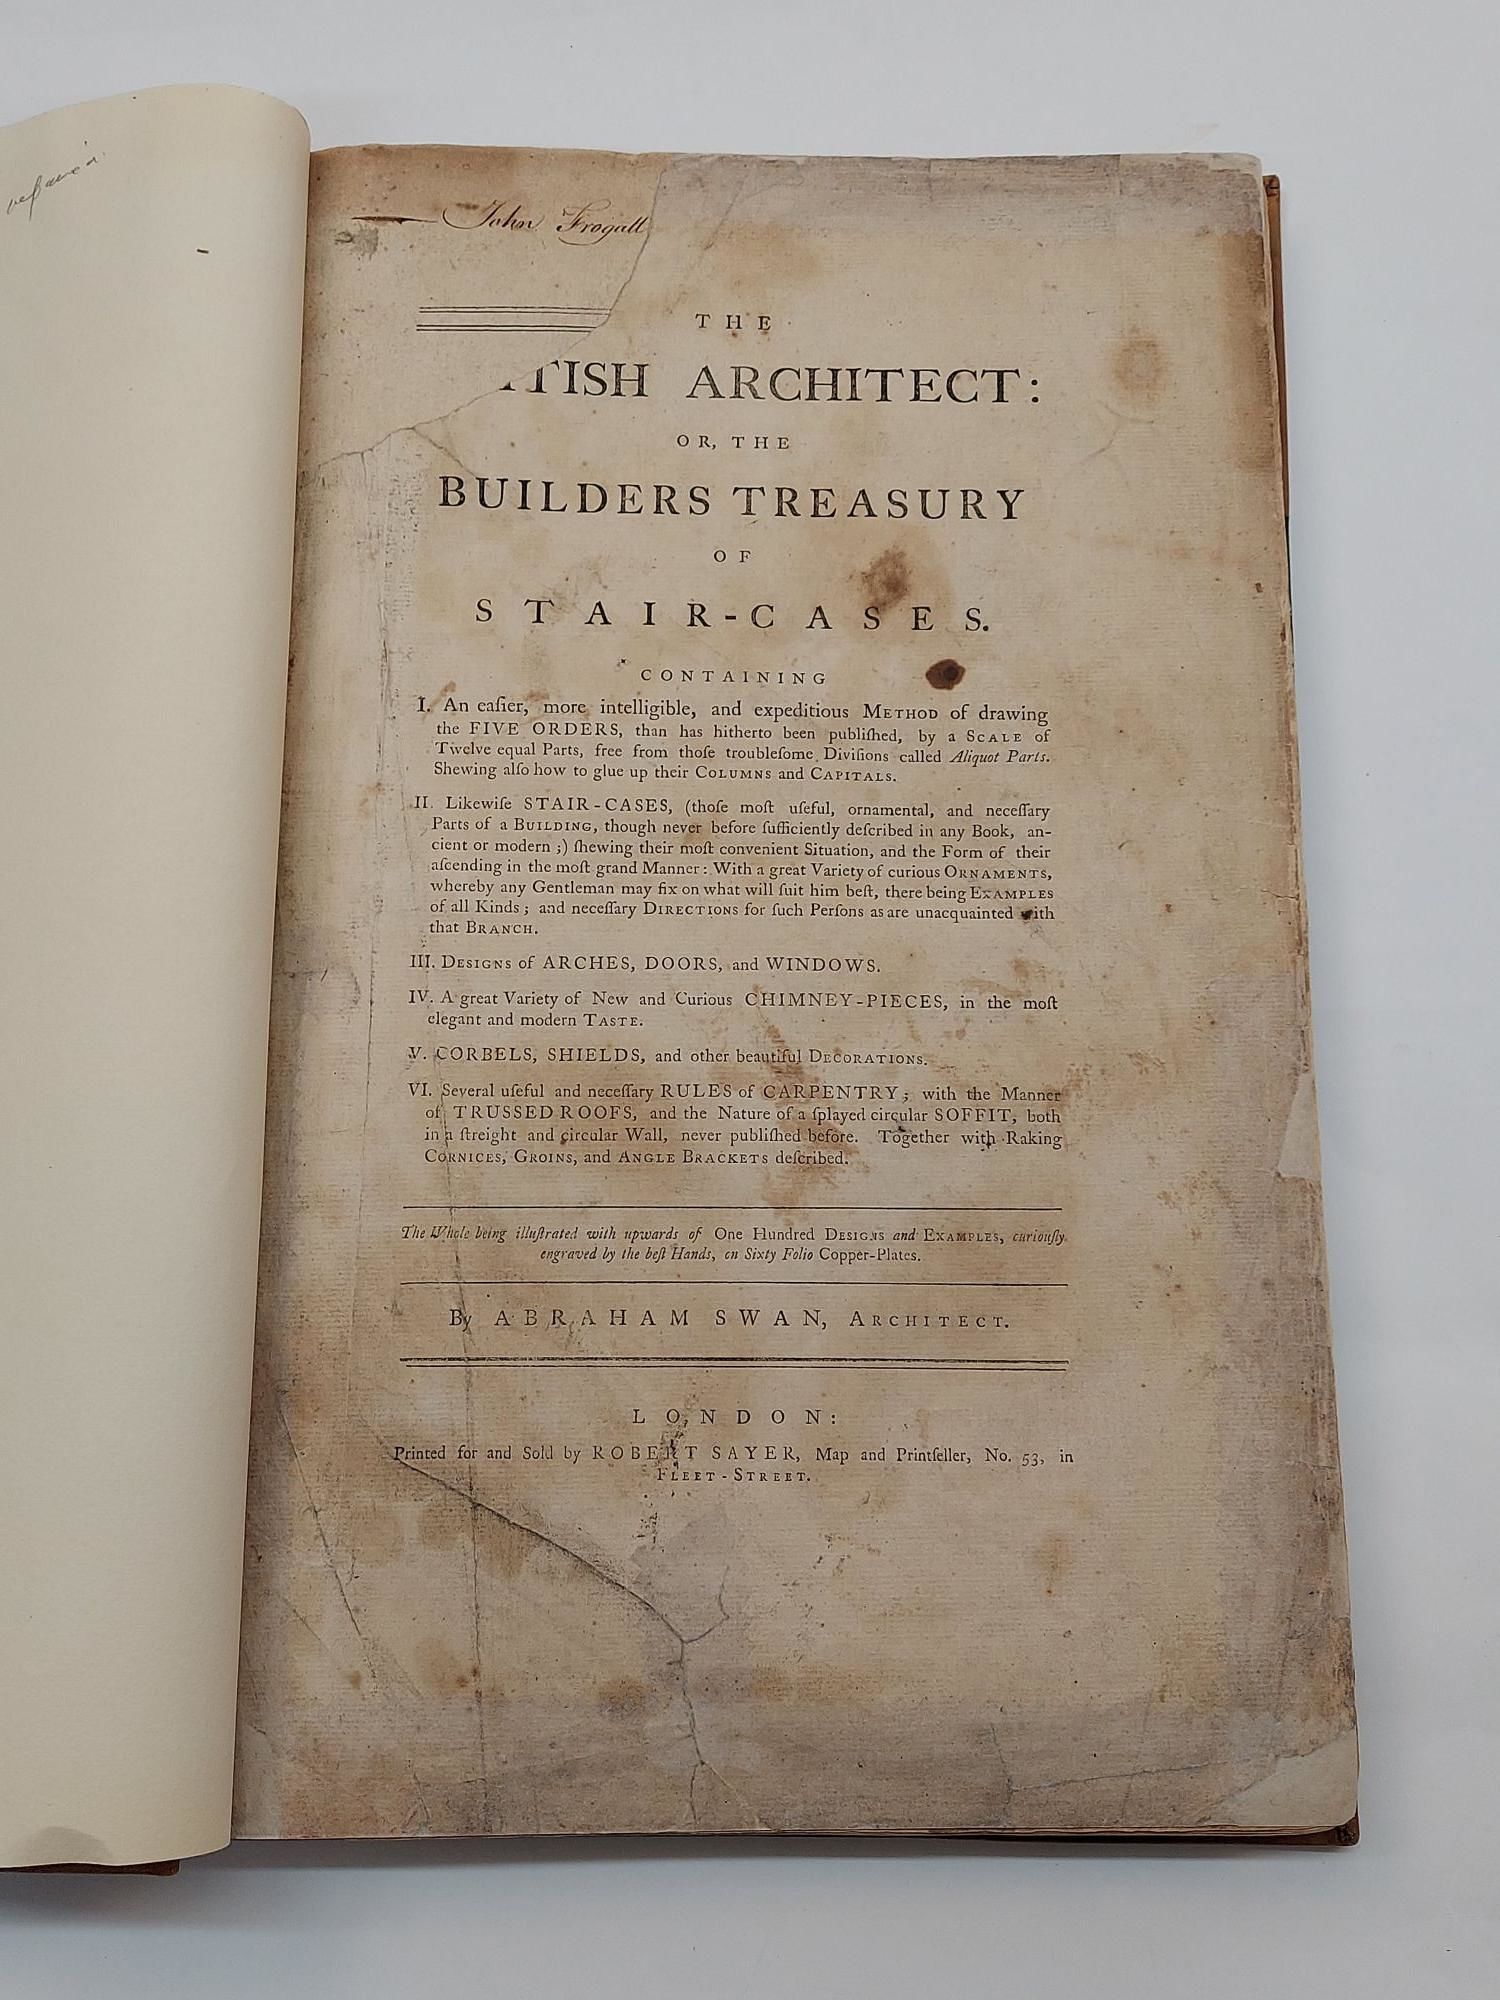 John Frogatt
THE
TISH ARCHITECT:
OR, THE
BUILDERS TREASURY
OF
STAIR-CASES.
CONTAINING
I. An eaſier, more intelligible, and expeditious METHOD of drawing
the FIVE ORDERS, than has hitherto been publiſhed, by a SCALE of
Twelve equal Parts, free from thoſe troubleſome Diviſions called Aliquot Parts.
Shewing alſo how to glue up their COLUMNS and CAPITALS.
II. Likewiſe STAIR-CASES, (thoſe moſt uſeful, ornamental, and neceſſary
Parts of a BUILDING, though never before ſufficiently deſcribed in any Book, an-
cient or modern;) ſhewing their moſt convenient Situation, and the Form of their
aſcending in the moſt grand Manner: With a great Variety of curious ORNAMENTS,
whereby any Gentleman may fix on what will ſuit him beſt, there being EXAMPLES
of all Kinds; and neceſſary DIRECTIONS for ſuch Perſons as are unacquainted with
that BRANCH.
III. DESIGNS of ARCHES, DOORS, and WINDOWS.
IV. A great Variety of New and Curious CHIMNEY-PIECES, in the moſt
elegant and modern TASTE.
V. CORBELS, SHIELDS, and other beautiful DECORATIONS.
VI. Several uſeful and neceſſary RULES of CARPENTRY; with the Manner
of TRUSSED ROOFS, and the Nature of a ſplayed circular SOFFIT, both
in a ſtreight and circular Wall, never publiſhed before. Together with Raking
CORNICES, GROINS, and ANGLE BRACKETS deſcribed.
The Whole being illuſtrated with upwards of One Hundred DESIGNS and EXAMPLES, curiouſly
engraved by the beſt Hands, on Sixty Folio Copper-Plates.
By ABRAHAM SWAN, ARCHITECT.
LONDON:
Printed for and Sold by ROBERT SAYER, Map and Printſeller, No. 53, in
FLEET-STREET.